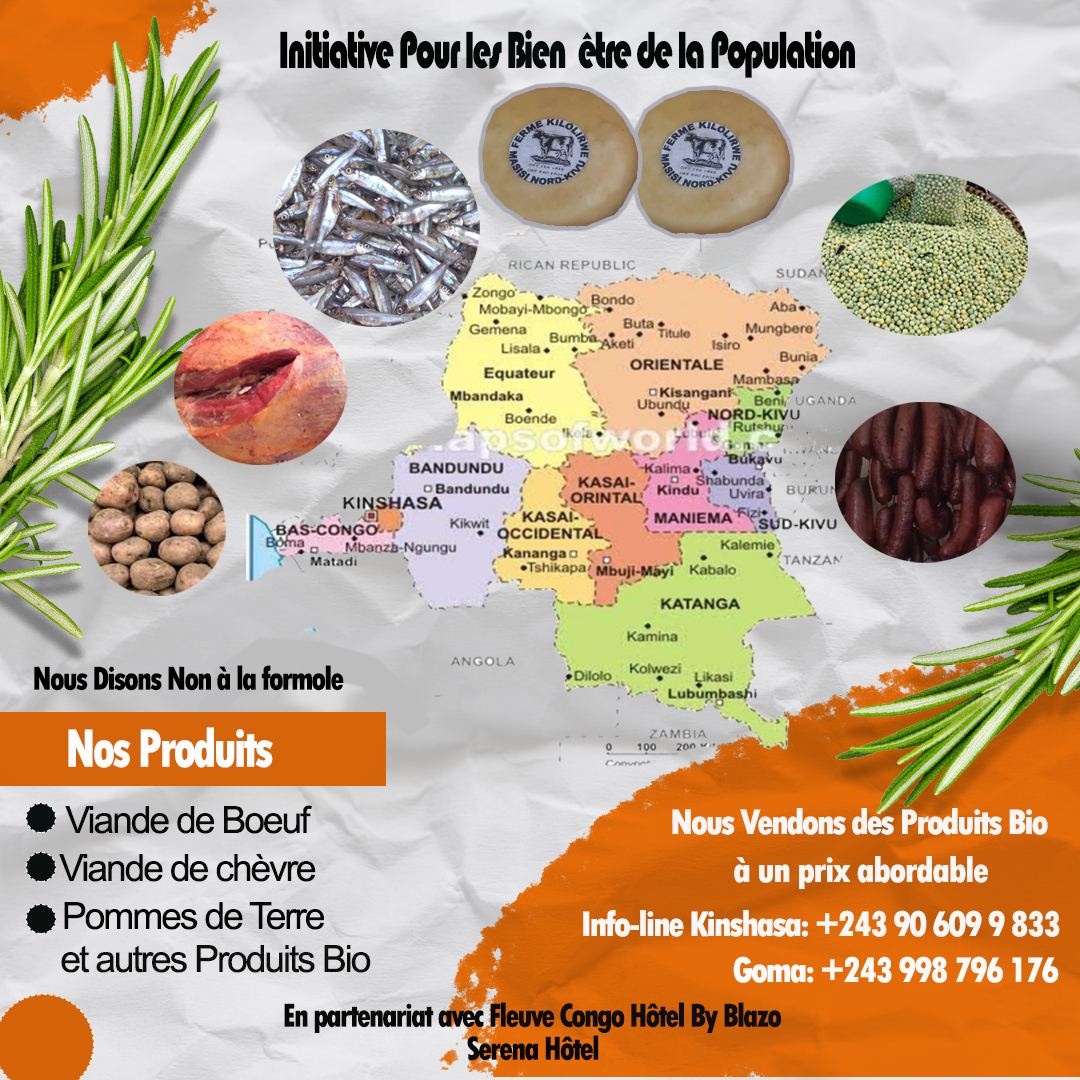 Initiative Pour les Bien être de la Population
FERME KILOLIRWE
MASISI NORD-KIVU
FERME KILOLIRWE
MASISI NORD-KIVU
RICAN REPUBLIC
SUDAN
Zongo
Mobayi-Mbongo
Bondo
Aba
Gemena
Buta
Titule
Mungbere
Lisala
Bumba
Aketi
Isiro
Bunia
Equateur
ORIENTALE
Mambasa
Mbandaka
Kisangani
Beni
UGANDA
Ubundu
NORD-KIVU
Boende
Rutshur
apsofworld.c
Bukavu
BANDUNDU
Kalima
Shabunda
Bandundu
KASAI-
ORINTAL
Kindu
Uvira
BURUN
KINSHASA
Fizi
BAS-CONGO
Kikwit
KASAI-
OCCIDENTAL
MANIEMA
SUD-KIVU
Boma
Mbanza-Ngungu
Kananga
Kalemie
Matadi
Tshikapa
Mbuji-Mayi
Kabalo
TANZAN
KATANGA
Kamina
ANGOLA
Dilolo
Kolwezi
Likasi
Lubumbashi
ZAMBIA
0 100 200
Nous Disons Non à la formole
Nos Produits
Viande de Boeuf
Viande de chèvre
Pommes de Terre
et autres Produits Bio
Nous Vendons des Produits Bio
à un prix abordable
Info-line Kinshasa: +243 90 609 9 833
Goma: +243 998 796 176
En partenariat avec Fleuve Congo Hôtel By Blazo
Serena Hôtel